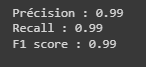 Précision : 0.99
Recall : 0.99
F1 score : 0.99